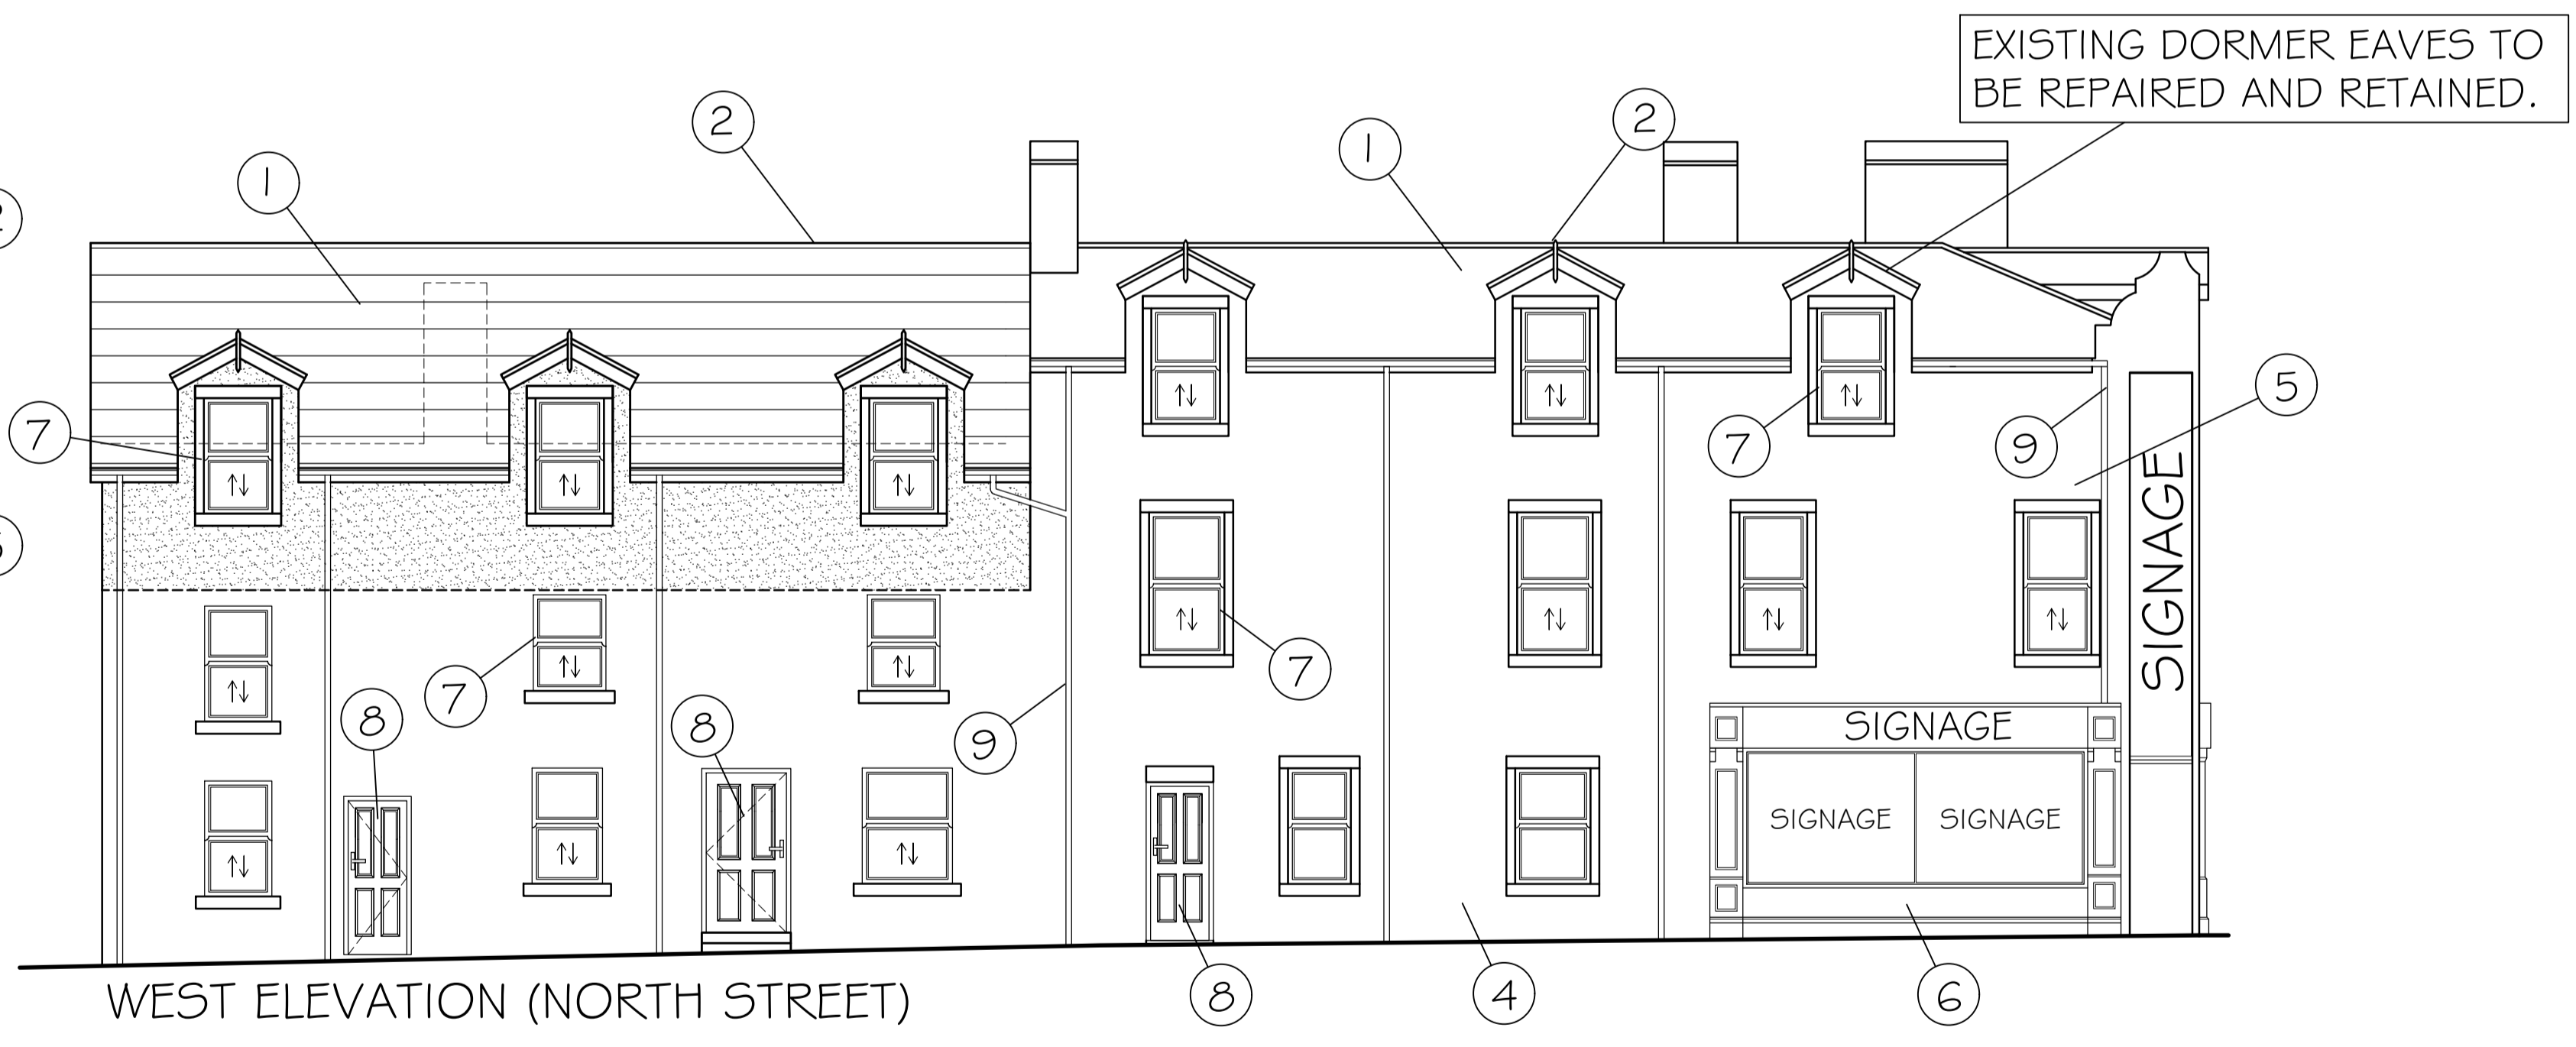 EXISTING DORMER EAVES TO
BE REPAIRED AND RETAINED.
2
2
1
1
7
5
7
9
7
7
8
8
9
SIGNAGE
SIGNAGE
SIGNAGE
SIGNAGE
8
4
6
WEST ELEVATION (NORTH STREET)